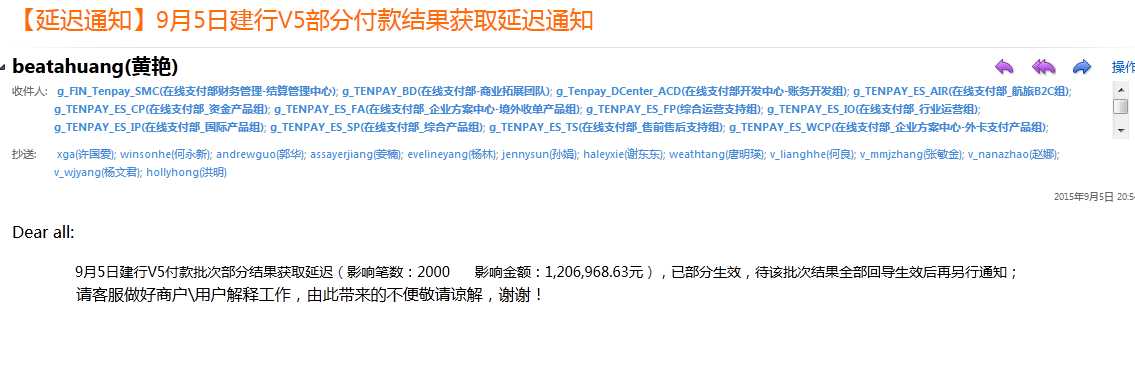 【延迟通知】9月5日建行V5部分付款结果获取延迟
beatahuang(黄艳)
操作
收件人: g_FIN_Tenpay_SMC(在线支付部财务管理-结算管理中心); g_TENPAY_BD(在线支付部-商业拓展团队); g_Tenpay_DCenter_ACD(在线支付部开发中心-账务开发组); g_TENPAY_ES_AIR(在线支付部_航旅B2C组);
g_TENPAY_ES_CP(在线支付部_资金产品组); g_TENPAY_ES_FA(在线支付部_企业方案中心-境外收单产品组); g_TENPAY_ES_FP(综合运营支持组); g_TENPAY_ES_IO(在线支付部_行业运营组);
g_TENPAY_ES_IP(在线支付部_国际产品组); g_TENPAY_ES_SP(在线支付部_综合产品组); g_TENPAY_ES_TS(在线支付部_售前售后支持组); g_TENPAY_ES_WCP(在线支付部_企业方案中心-外卡支付产品组);
抄送: xga(许国爱); winsonhe(何永新); andrewguo(郭华); assayerjiang(姜楠); evelineyang(杨林); jennysun(孙娟); haleyxie(谢东东); weathtang(唐明瑛); v_lianghhe(何良); v_mmjzhang(张敏金); v_nanazhao(赵娜);
v_wjyang(杨文君); hollyhong(洪明)
2015年9月5日 20:54
Dear all:
9月5日建行V5付款批次部分结果获取延迟（影响笔数：2000 影响金额：1,206,968.63元），已部分生效，待该批次结果全部回导生效后再另行通知；
请客服做好商户\用户解释工作，由此带来的不便敬请谅解，谢谢！